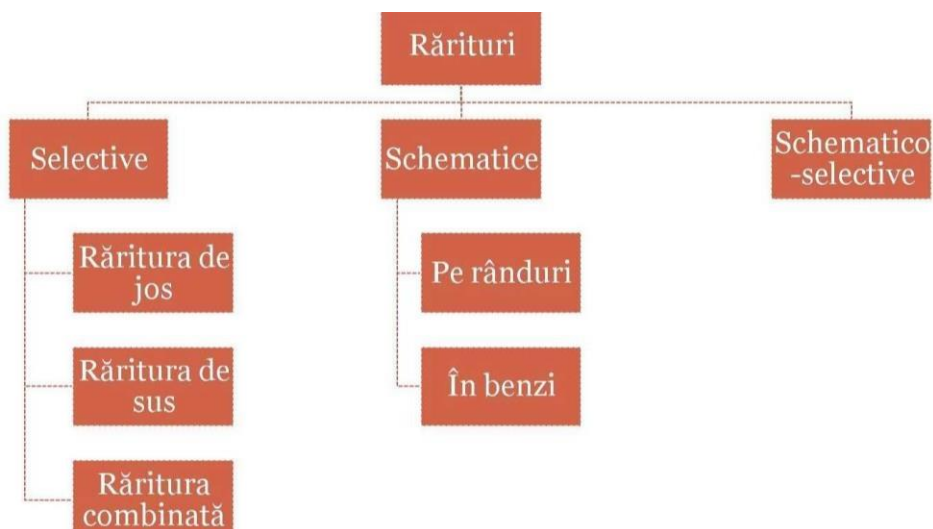 Rărituri
Selective
Schematice
Schematico
-selective
Răritura de
jos
Pe rânduri
Răritura de
sus
În benzi
Răritura
combinată